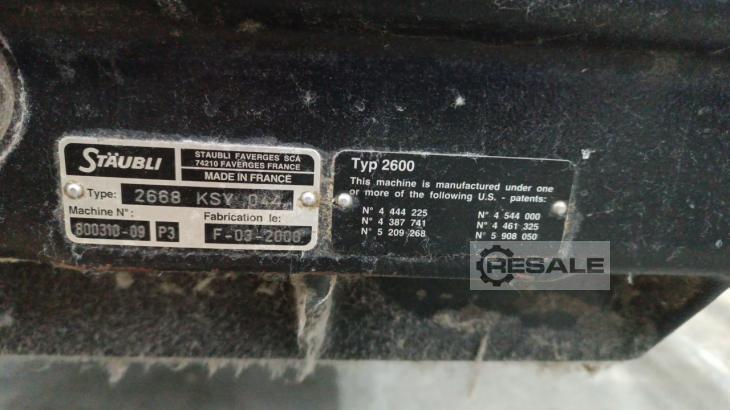 STÄUBLI
STAUBLI FAVERGES SCA
74210 FAVERGES FRANCE
MADE IN FRANCE
Type: 2668 KSY
Machine N°: Fabrication le:
800310-09 P3 F-03-2000
Typ 2600
This machine is manufactured under one
or more of the following U.S. - patents:
N° 4 444 225 N° 4 544 000
N° 4 387 741 N° 4 461 325
N° 5 209 268 N° 5 908 050
RESALE